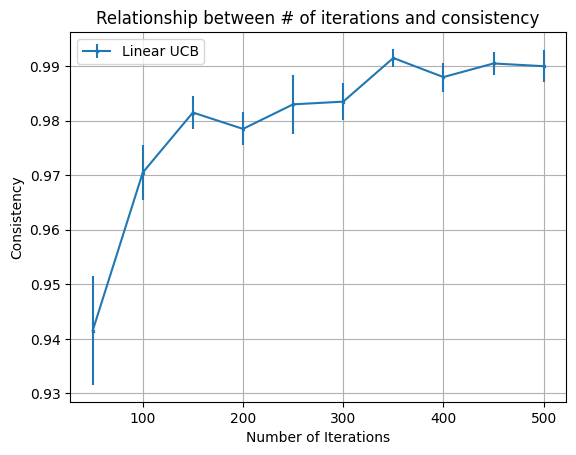 Relationship between # of iterations and consistency
Linear UCB
0.99
0.98
0.97
0.96
0.95
0.94
0.93
Consistency
100 200 300 400 500
Number of Iterations